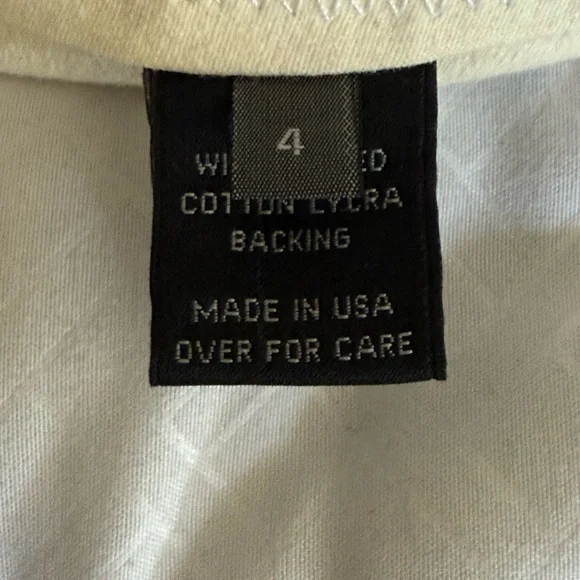 4
COTTON LYCRA
BACKING
MADE IN USA
OVER FOR CARE